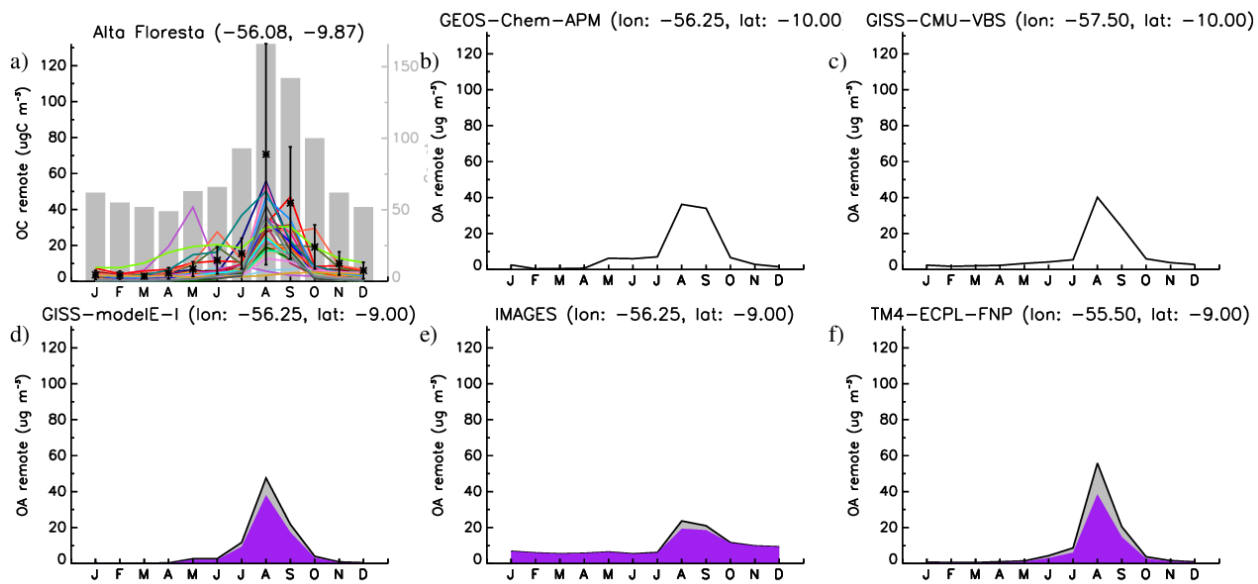 a)
Alta Floresta (-56.08, -9.87)
OC remote (ugC m⁻³)
120
100
80
60
40
20
0
150
100
50
0
J F M A M J J A S O N D
b)
GEOS-Chem-APM (lon: -56.25, lat: -10.00
OA remote (ug m⁻³)
120
100
80
60
40
20
0
J F M A M J J A S O N D
c)
GISS-CMU-VBS (lon: -57.50, lat: -10.00)
OA remote (ug m⁻³)
120
100
80
60
40
20
0
J F M A M J J A S O N D
d)
GISS-modelE-I (lon: -56.25, lat: -9.00)
OA remote (ug m⁻³)
120
100
80
60
40
20
0
J F M A M J J A S O N D
e)
IMAGES (lon: -56.25, lat: -9.00)
OA remote (ug m⁻³)
120
100
80
60
40
20
0
J F M A M J J A S O N D
f)
TM4-ECPL-FNP (lon: -55.50, lat: -9.00)
OA remote (ug m⁻³)
120
100
80
60
40
20
0
J F M A M J J A S O N D